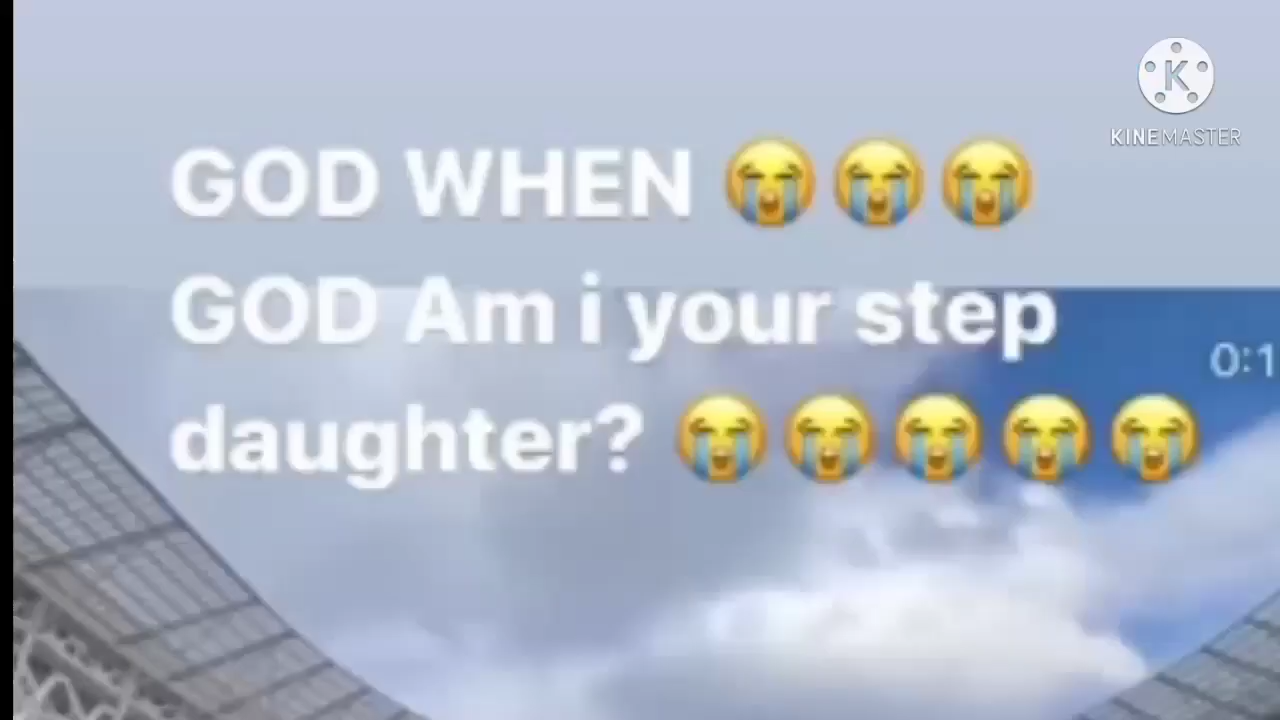 KINEMASTER
GOD WHEN 😭😭😭
GOD Am i your step
0:1
daughter? 😭😭😭😭😭